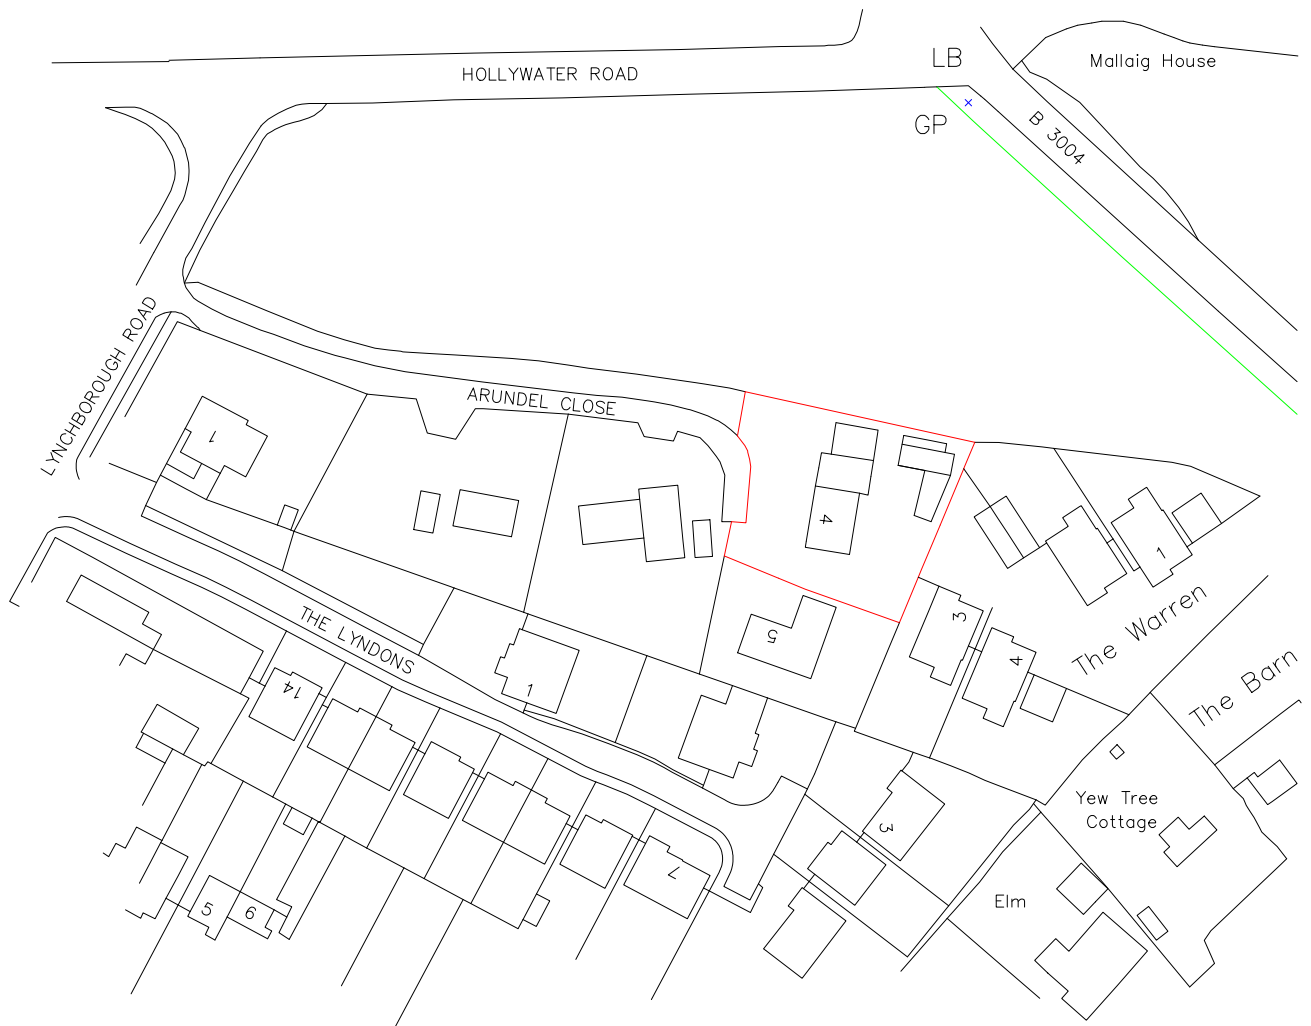 LB
Mallaig House
HOLLYWATER ROAD
GP
B 3004
LYNCHBOROUGH ROAD
ARUNDEL CLOSE
1
4
1
THE LYNDONS
3
The Warren
5
4
The Barn
14
1
Yew Tree
Cottage
3
7
Elm
5
6